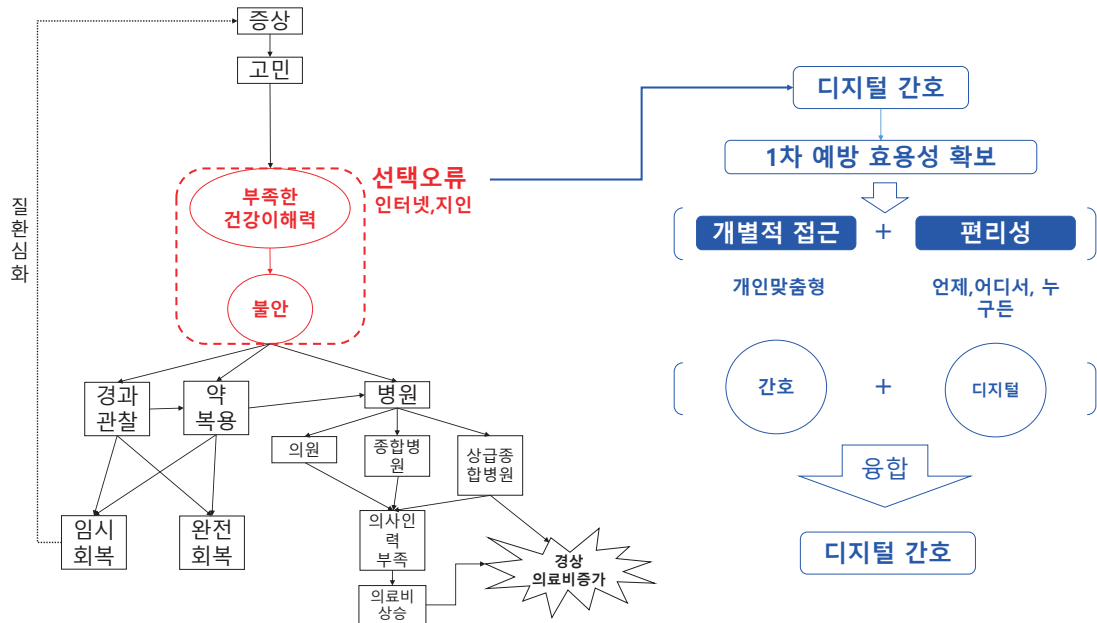 증상
고민
부족한
건강이해력
불안
선택오류
인터넷,지인
질
환
심
화
경과
관찰
약
복용
병원
의원
종합병
원
상급종
합병원
임시
회복
완전
회복
의사인
력
부족
의료비
상승
경상
의료비증가
디지털 간호
1차 예방 효용성 확보
개별적 접근 + 편리성
개인맞춤형
언제,어디서, 누
구든
간호 + 디지털
융합
디지털 간호